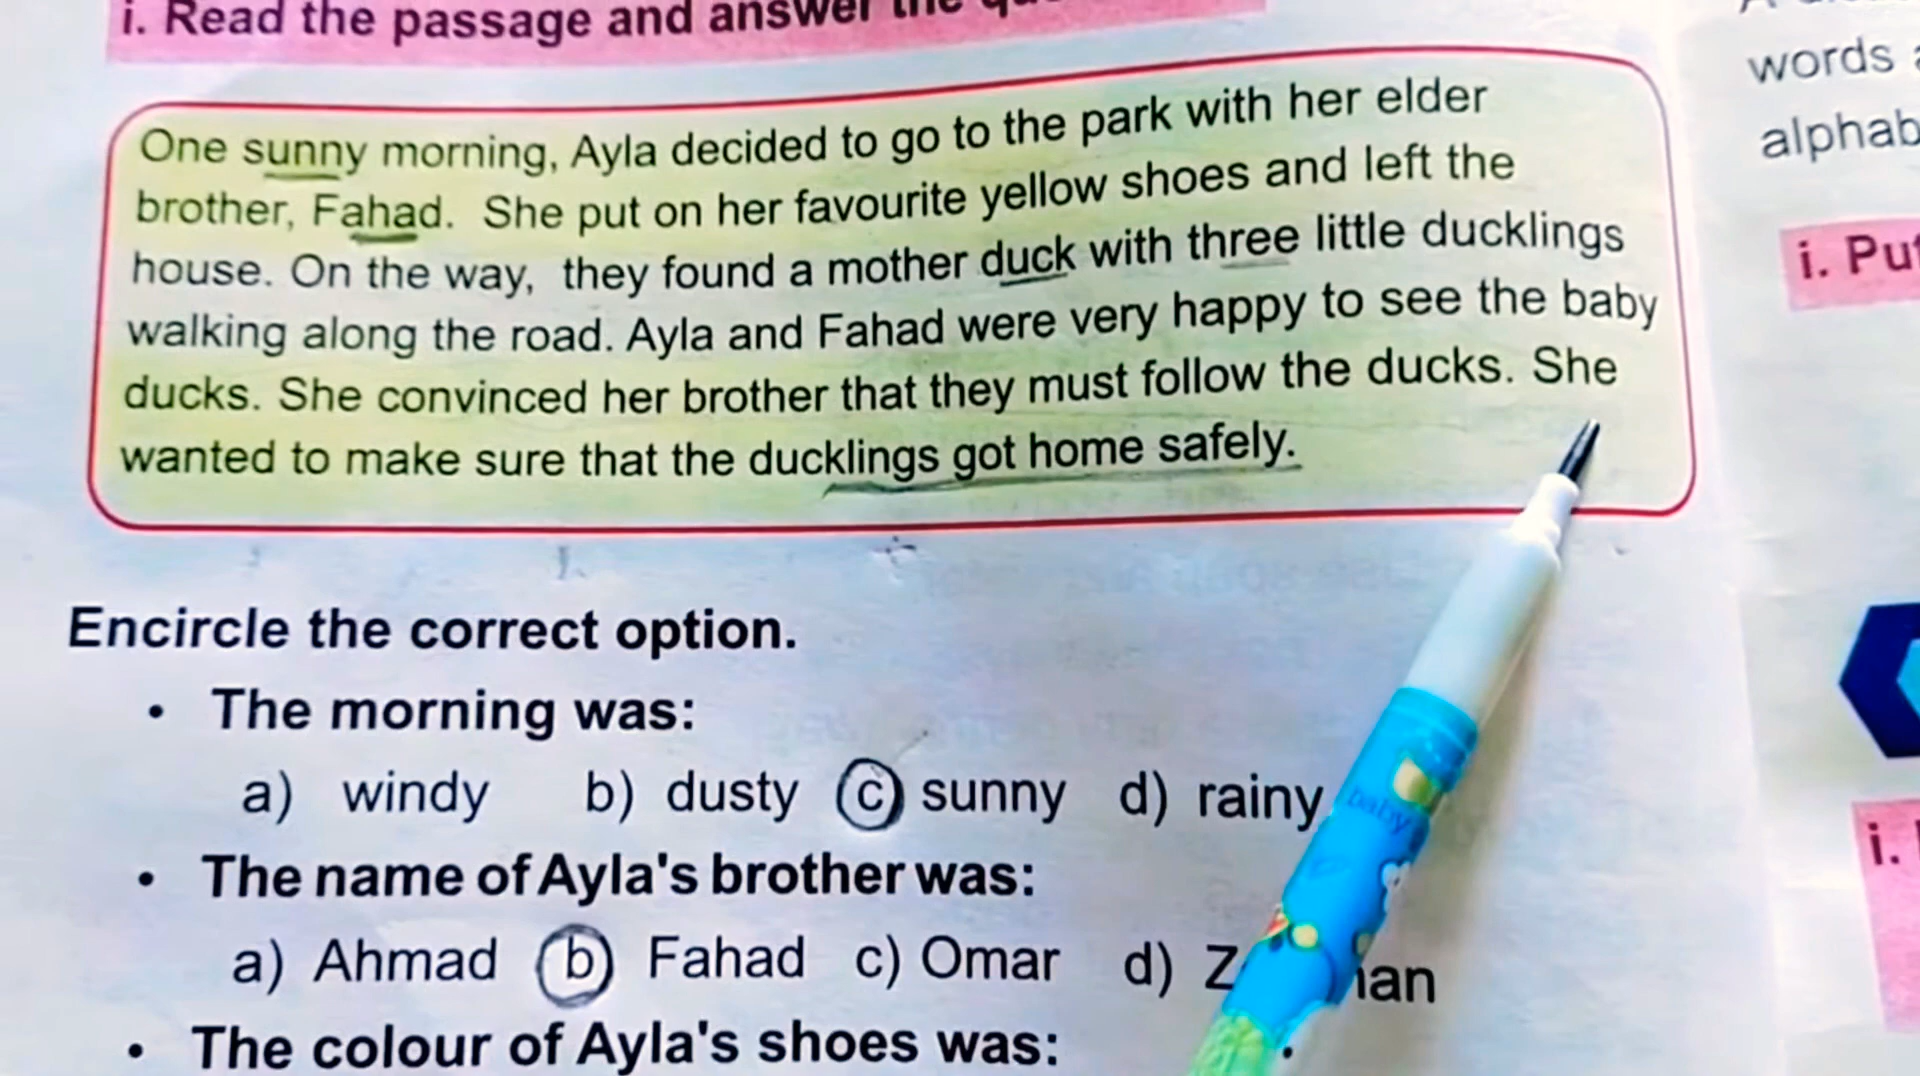 i. Read the passage and answer the
One sunny morning, Ayla decided to go to the park with her elder
brother, Fahad. She put on her favourite yellow shoes and left the
house. On the way, they found a mother duck with three little ducklings
walking along the road. Ayla and Fahad were very happy to see the baby
ducks. She convinced her brother that they must follow the ducks. She
wanted to make sure that the ducklings got home safely.
Encircle the correct option.
• The morning was:
a) windy b) dusty c) sunny d) rainy
• The name of Ayla's brother was:
a) Ahmad b) Fahad c) Omar d)
• The colour of Ayla's shoes was:
baby
words
i.
i.